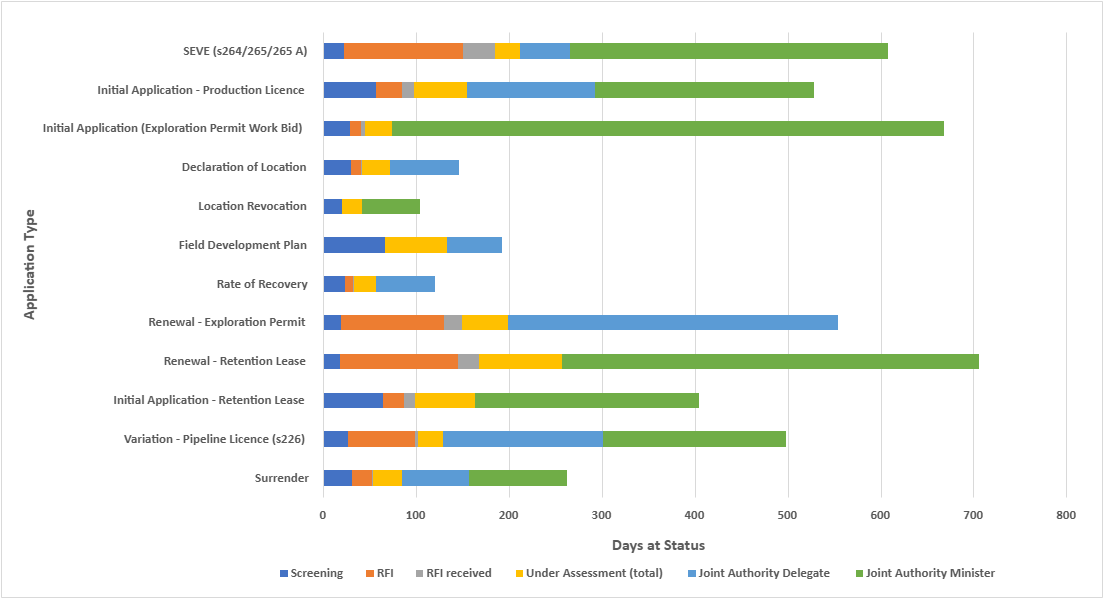 SEVE (s264/265/265 A)
Initial Application - Production Licence
Initial Application (Exploration Permit Work Bid)
Declaration of Location
Location Revocation
Field Development Plan
Rate of Recovery
Renewal - Exploration Permit
Renewal - Retention Lease
Initial Application - Retention Lease
Variation - Pipeline Licence (s226)
Surrender
Application Type
0 100 200 300 400 500 600 700 800
Days at Status
Screening RFI RFI received Under Assessment (total) Joint Authority Delegate Joint Authority Minister